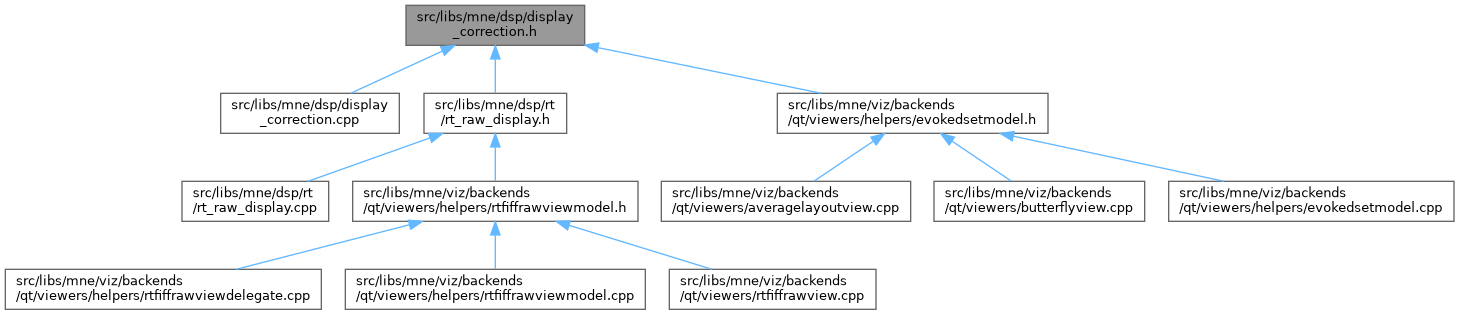 src/libs/mne/dsp/display
_correction.h
src/libs/mne/dsp/display
_correction.cpp
src/libs/mne/dsp/rt
/rt_raw_display.h
src/libs/mne/viz/backends
/qt/viewers/helpers/evokedsetmodel.h
src/libs/mne/dsp/rt
/rt_raw_display.cpp
src/libs/mne/viz/backends
/qt/viewers/helpers/rtfiffrawviewmodel.h
src/libs/mne/viz/backends
/qt/viewers/averagelayoutview.cpp
src/libs/mne/viz/backends
/qt/viewers/butterflyview.cpp
src/libs/mne/viz/backends
/qt/viewers/helpers/evokedsetmodel.cpp
src/libs/mne/viz/backends
/qt/viewers/helpers/rtfiffrawviewdelegate.cpp
src/libs/mne/viz/backends
/qt/viewers/helpers/rtfiffrawviewmodel.cpp
src/libs/mne/viz/backends
/qt/viewers/rtfiffrawview.cpp